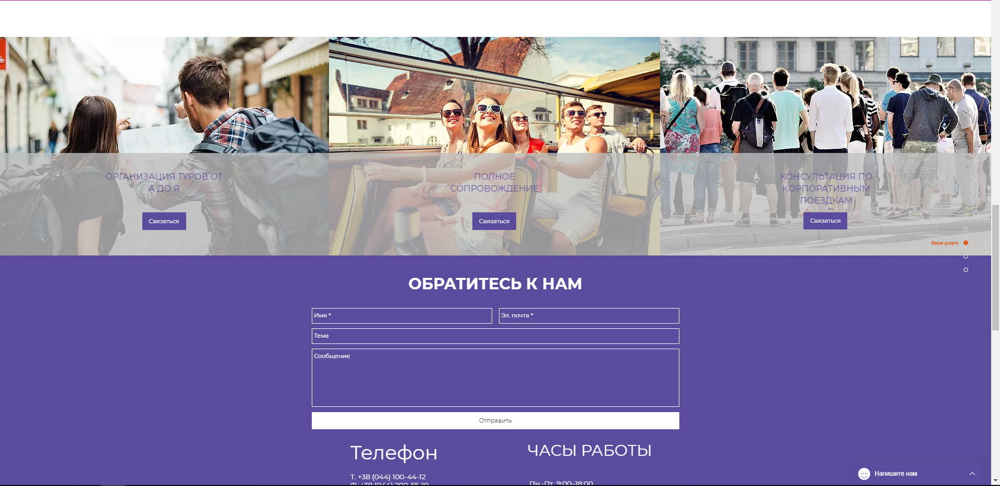 ОРГАНИЗАЦИЯ ТУРОВ ОТ
А ДО Я
Связаться
ПОЛНОЕ
СОПРОВОЖДЕНИЕ
Связаться
КОНСУЛЬТАЦИЯ ПО
КОРПОРАТИВНЫМ
ПОЕЗДКАМ
Связаться
Наши услуги
ОБРАТИТЕСЬ К НАМ
Имя *
Эл. почта *
Тема
Сообщение
Отправить
Телефон
Т. +38 (044) 100-44-12
Ф. +38 (044) 200-55-10
ЧАСЫ РАБОТЫ
Пн.-Пт. 9:00–18:00
Напишите нам